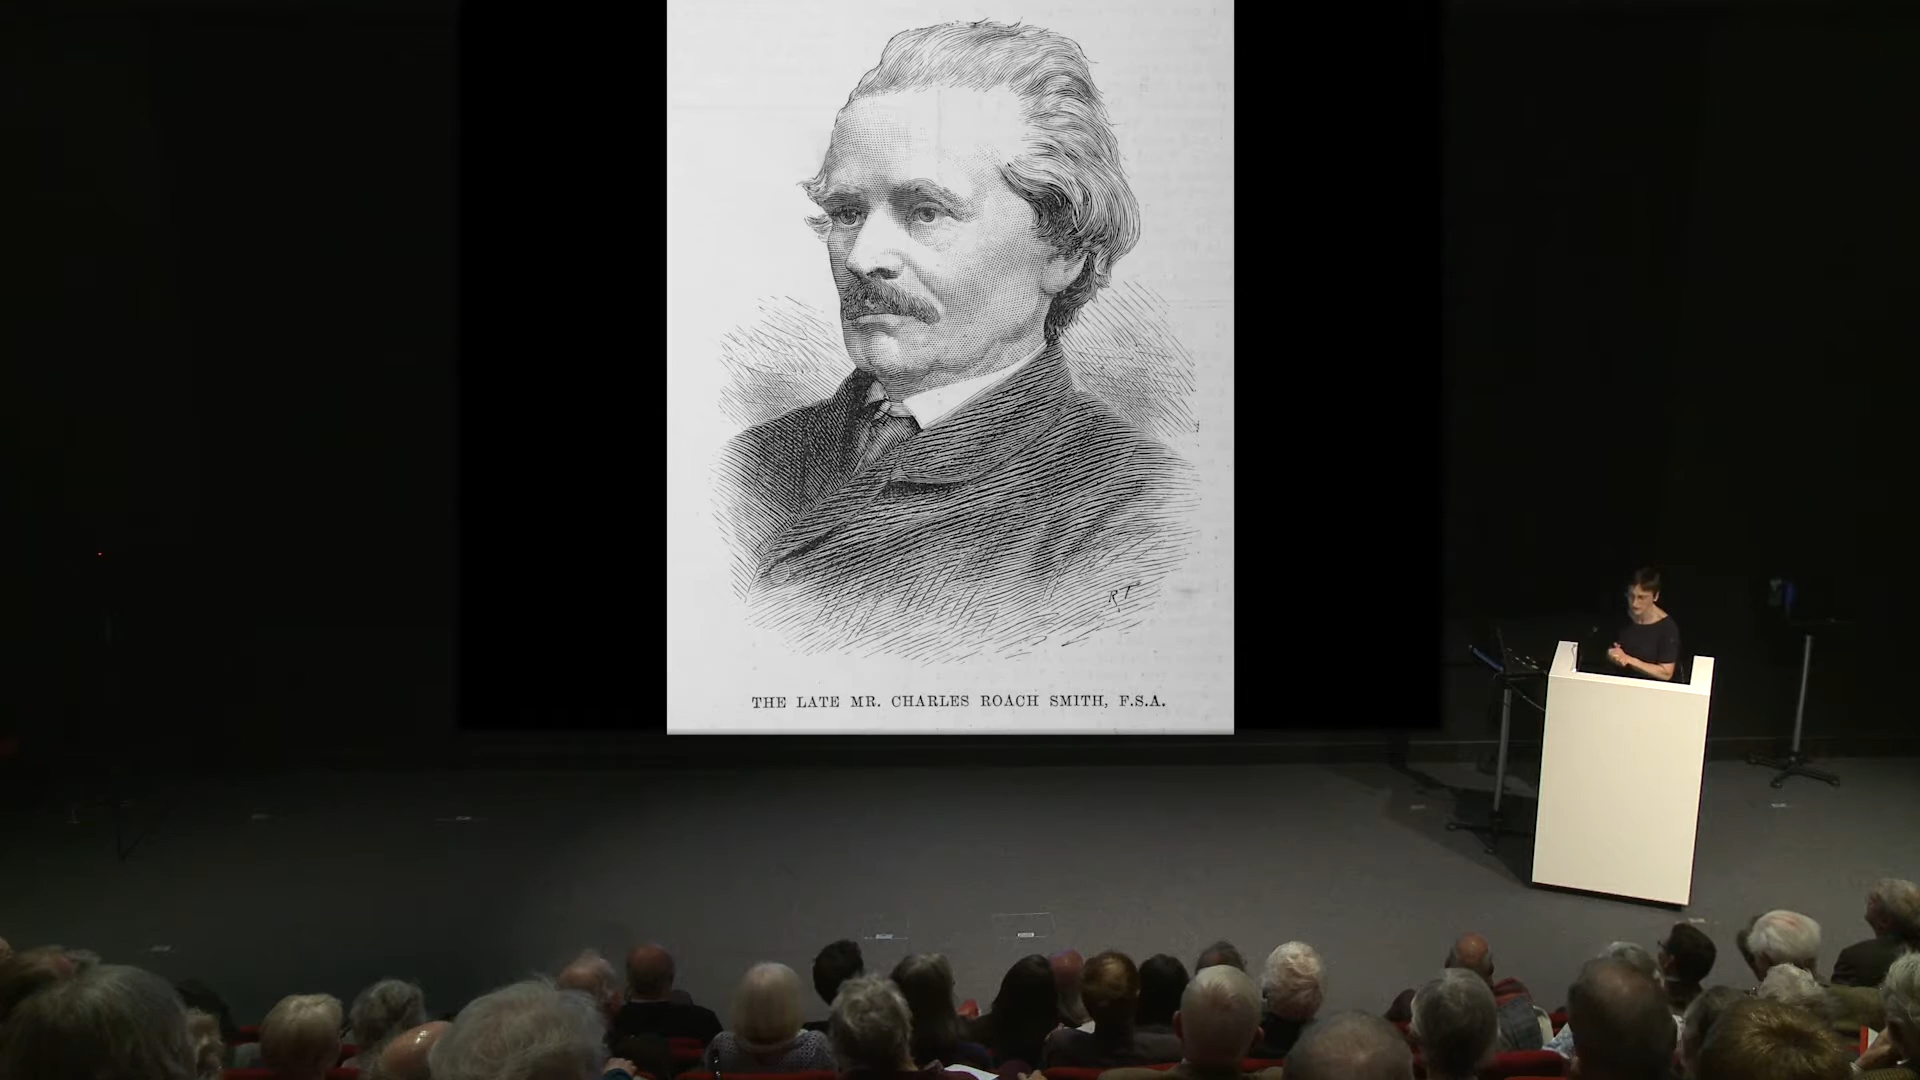 R T
THE LATE MR. CHARLES ROACH SMITH, F.S.A.